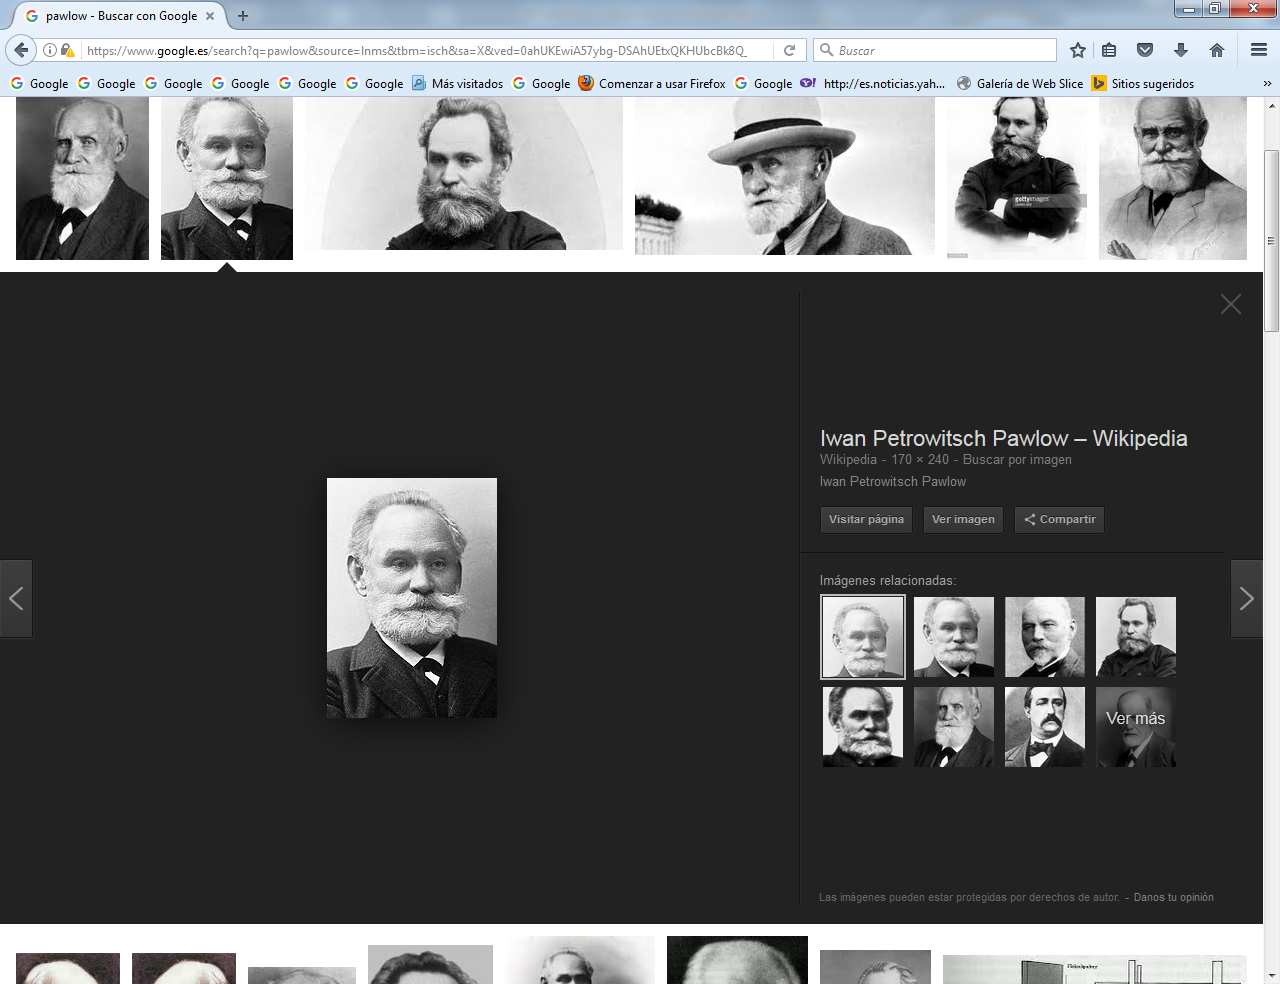 pawlow - Buscar con Google
https://www.google.es/search?q=pawlow&source=lnms&tbm=isch&sa=X&ved=0ahUKEwiA57ybg-DSAhUEtxQKHUbcBk8Q_
Buscar
Google Google Google Google Google Google Más visitados Google Comenzar a usar Firefox Google http://es.noticias.yah... Galería de Web Slice Sitios sugeridos
gettyimages
Iwan Petrowitsch Pawlow – Wikipedia
Wikipedia - 170 × 240 - Buscar por imagen
Iwan Petrowitsch Pawlow
Visitar página Ver imagen Compartir
Imágenes relacionadas:
Ver más
Las imágenes pueden estar protegidas por derechos de autor. - Danos tu opinión